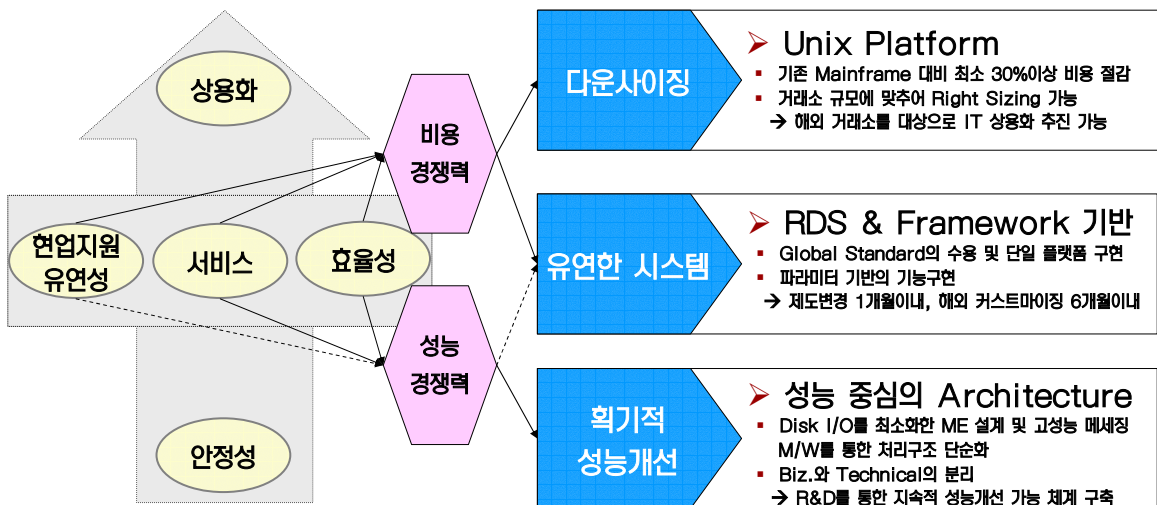 상용화
현업지원
유연성
서비스
효율성
안정성
비용
경쟁력
성능
경쟁력
다운사이징
➢ Unix Platform
▪ 기존 Mainframe 대비 최소 30%이상 비용 절감
▪ 거래소 규모에 맞추어 Right Sizing 가능
→ 해외 거래소를 대상으로 IT 상용화 추진 가능
유연한 시스템
➢ RDS & Framework 기반
▪ Global Standard의 수용 및 단일 플랫폼 구현
▪ 파라미터 기반의 기능구현
→ 제도변경 1개월이내, 해외 커스트마이징 6개월이내
획기적
성능개선
➢ 성능 중심의 Architecture
▪ Disk I/O를 최소화한 ME 설계 및 고성능 메세징
M/W를 통한 처리구조 단순화
▪ Biz.와 Technical의 분리
→ R&D를 통한 지속적 성능개선 가능 체계 구축